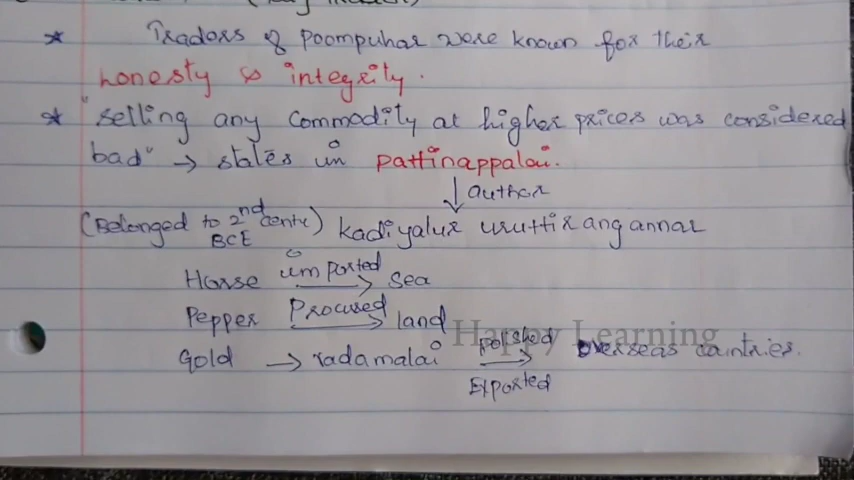 * Traders of poompuhar were known for their
honesty & integrity.
* "Selling any commodity at higher prices was considered
bad" → states in pattinappalai.
↓ author
(Belonged to 2nd centu BCE) kadiyalur uruttirangannar
Horse imported → sea
Pepper Procured → land
Happy Learning
Gold → vadamalai polished → Exported overseas countries.